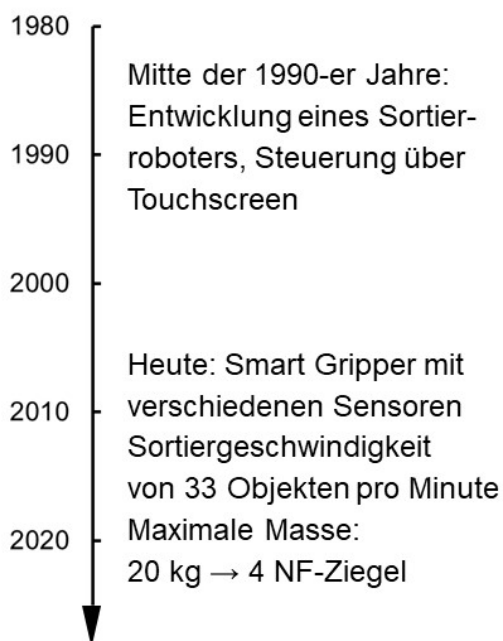 1980
Mitte der 1990-er Jahre:
Entwicklung eines Sortier-
1990
roboters, Steuerung über
Touchscreen
2000
Heute: Smart Gripper mit
2010
verschiedenen Sensoren
Sortiergeschwindigkeit
von 33 Objekten pro Minute
2020
Maximale Masse:
20 kg → 4 NF-Ziegel